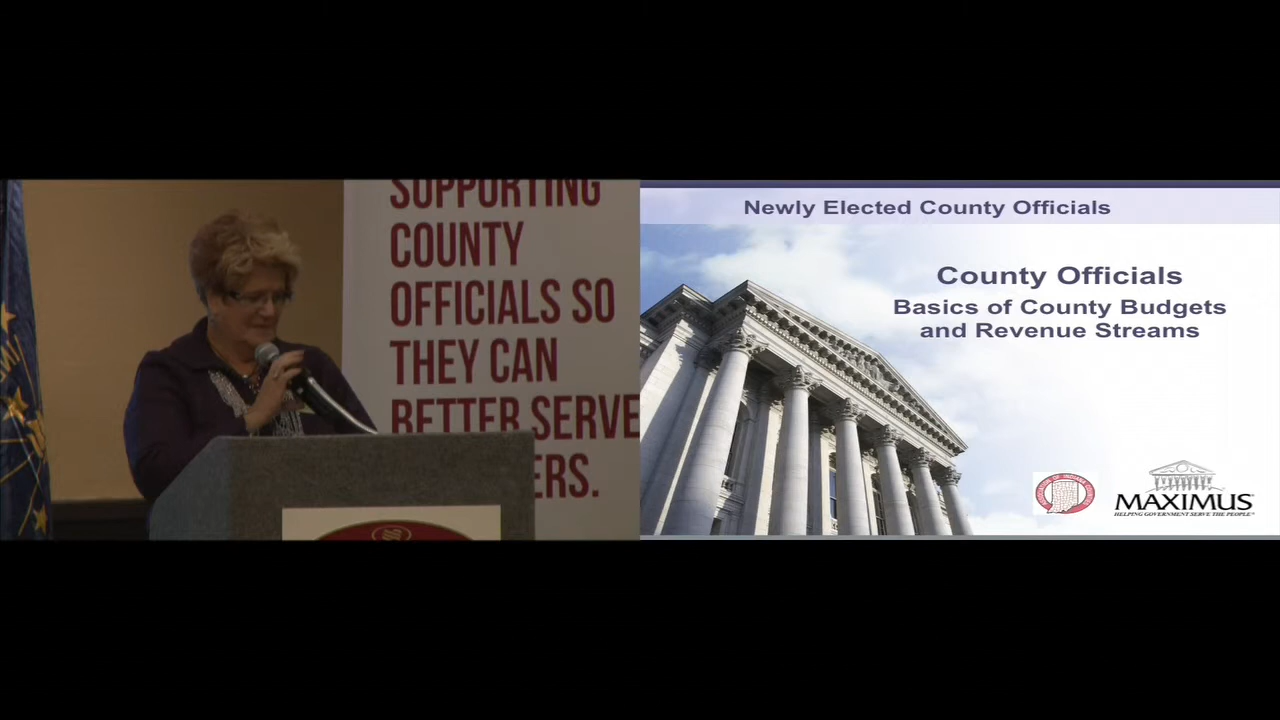 SUPPORTING
COUNTY
OFFICIALS SO
THEY CAN
BETTER SERVE
ERS.
Newly Elected County Officials
County Officials
Basics of County Budgets
and Revenue Streams
MAXIMUS
HELPING GOVERNMENT SERVE THE PEOPLE